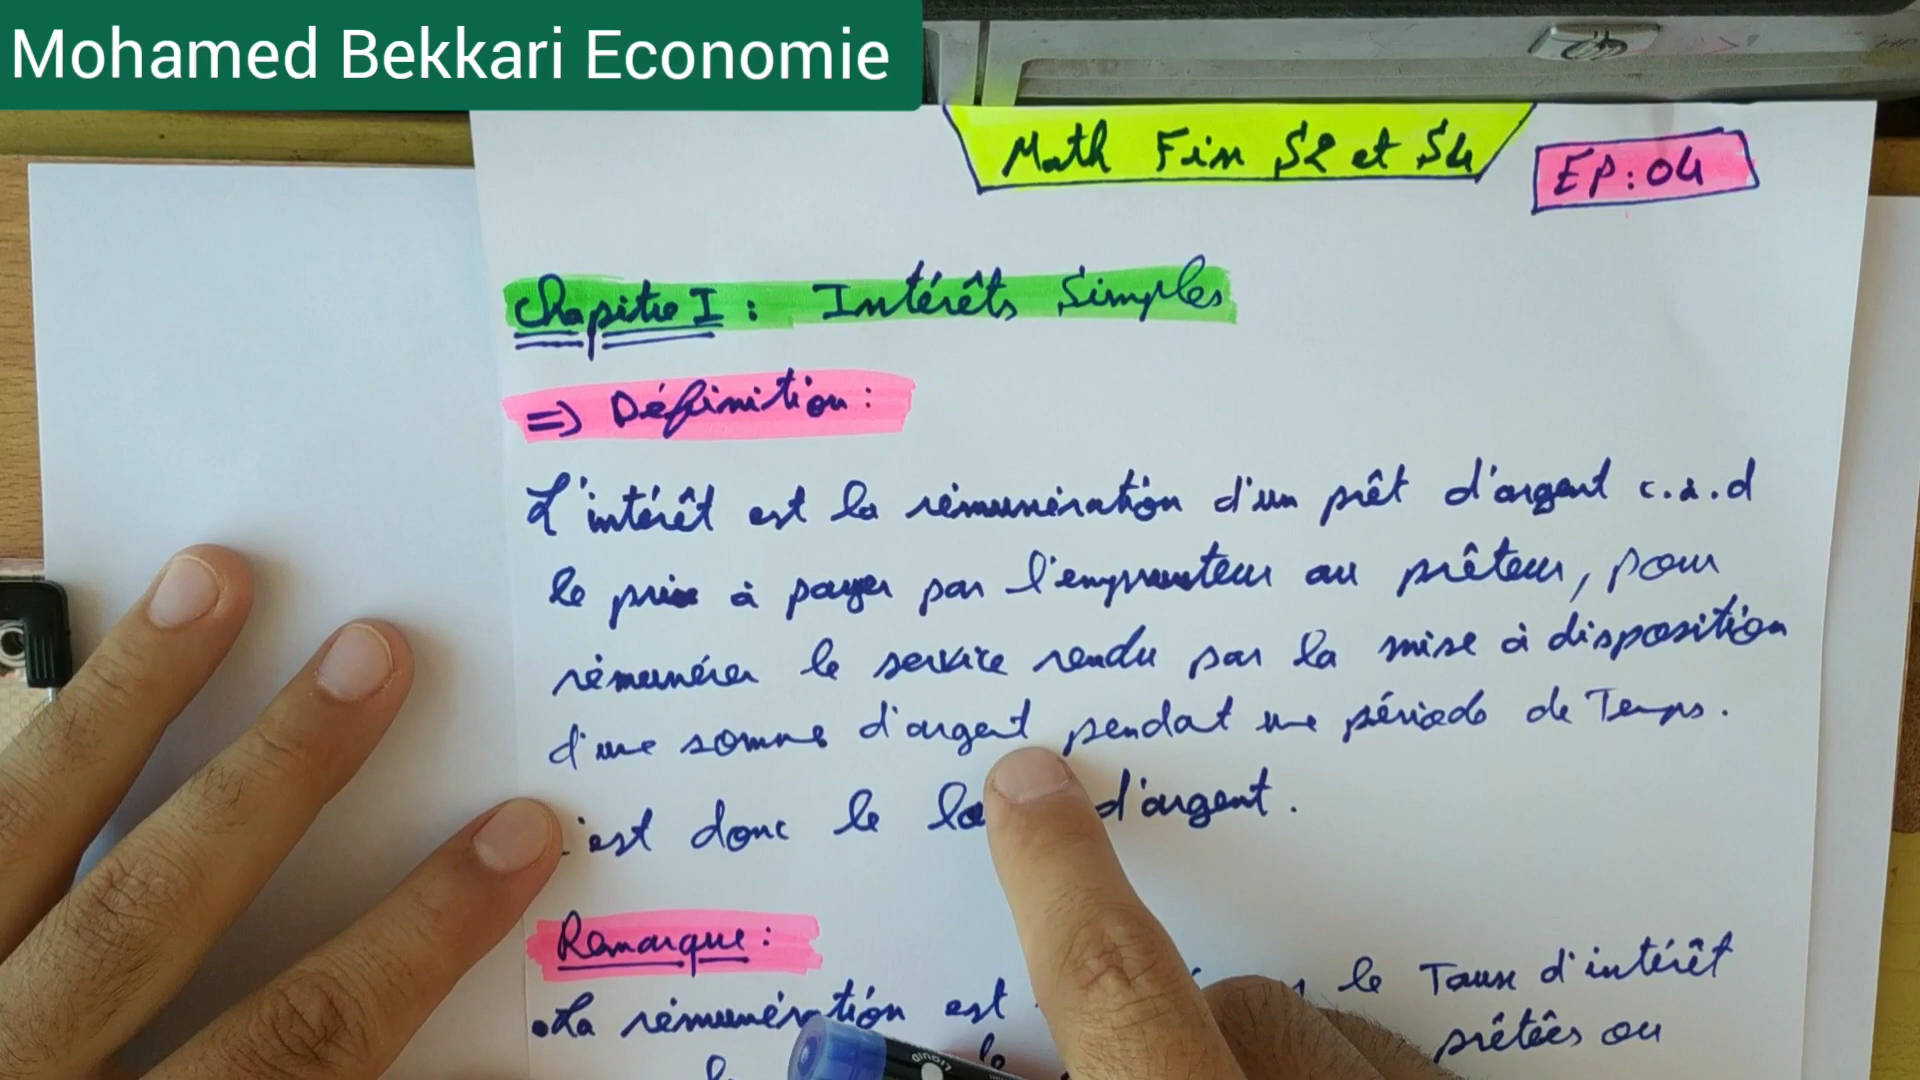 Mohamed Bekkari Economie
Math Fin S2 et S4
EP: 04
Chapitre I : Intérêts Simples
=> Définition :
L'intérêt est la rémunération d'un prêt d'argent c.à.d
le prix à payer par l'emprunteur au prêteur, pour
rémunérer le service rendu par la mise à disposition
d'une somme d'argent pendat une période de Temps.
'est donc le d'argent.
Remarque :
• La rémunération est le Taux d'intérêt
prêtées ou